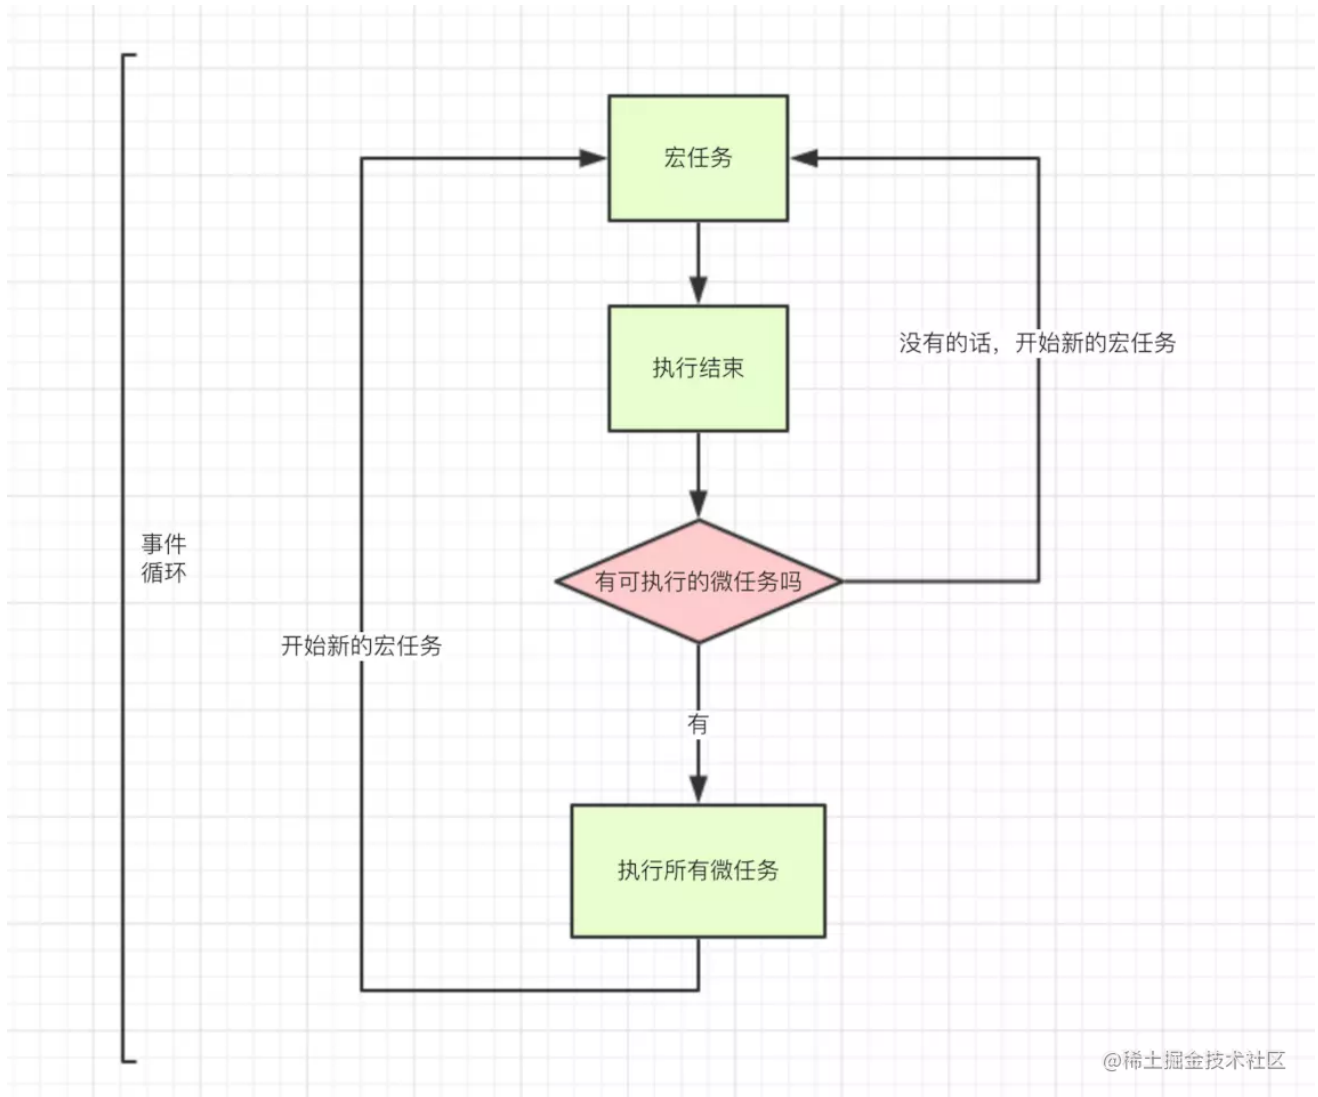 宏任务
执行结束
没有的话，开始新的宏任务
事件
循环
有可执行的微任务吗
开始新的宏任务
有
执行所有微任务
@稀土掘金技术社区